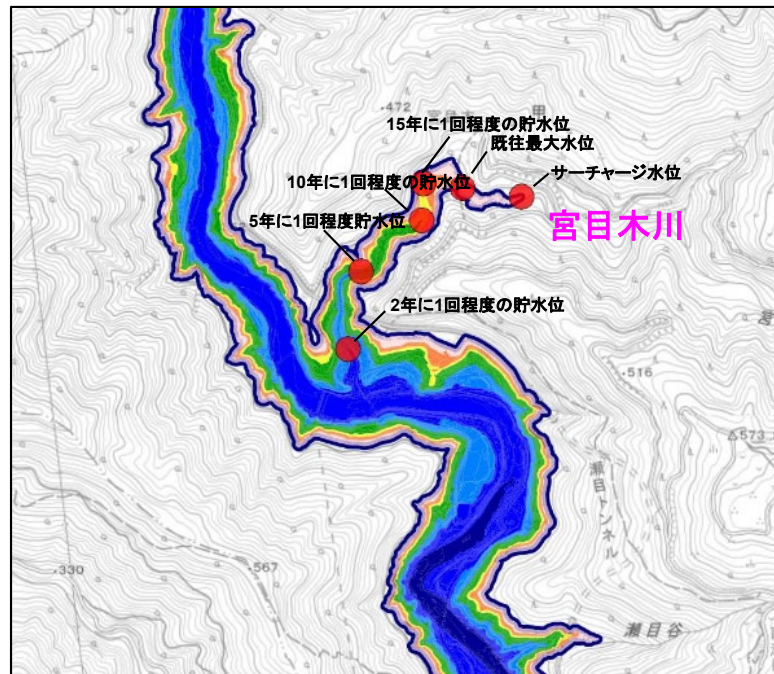 ・472
15年に1回程度の貯水位
既往最大水位
10年に1回程度の貯水位
サーチャージ水位
5年に1回程度貯水位
宮目木川
2年に1回程度の貯水位
・516
△573
瀬目トンネル
・567
・330
瀬目谷